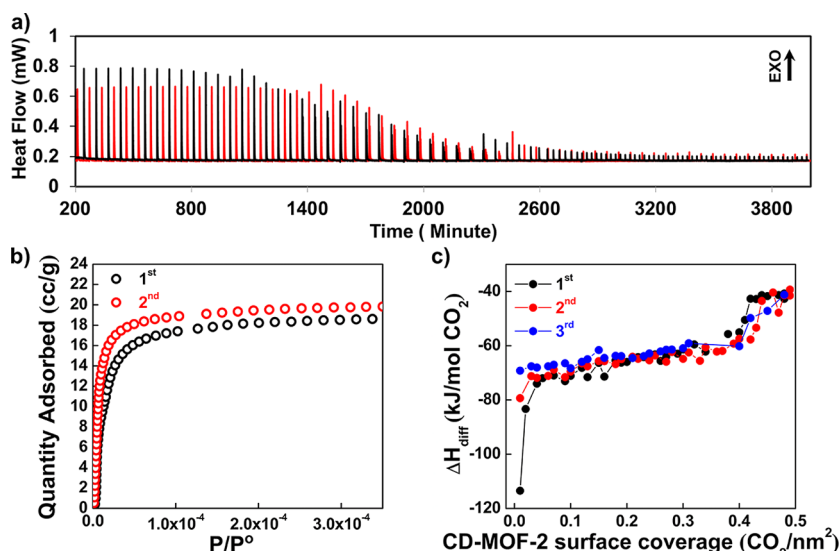 a)
Heat Flow (mW)
1
0.8
0.6
0.4
0.2
0
EXO
200 800 1400 2000 2600 3200 3800
Time ( Minute)
b)
Quantity Adsorbed (cc/g)
24
22
20
18
16
14
12
10
8
6
4
2
0
1st
2nd
0.0 1.0x10-4 2.0x10-4 3.0x10-4
P/Po
c)
ΔHdiff (kJ/mol CO2)
-40
-60
-80
-100
-120
1st
2nd
3rd
0.0 0.1 0.2 0.3 0.4 0.5
CD-MOF-2 surface coverage (CO2/nm2)